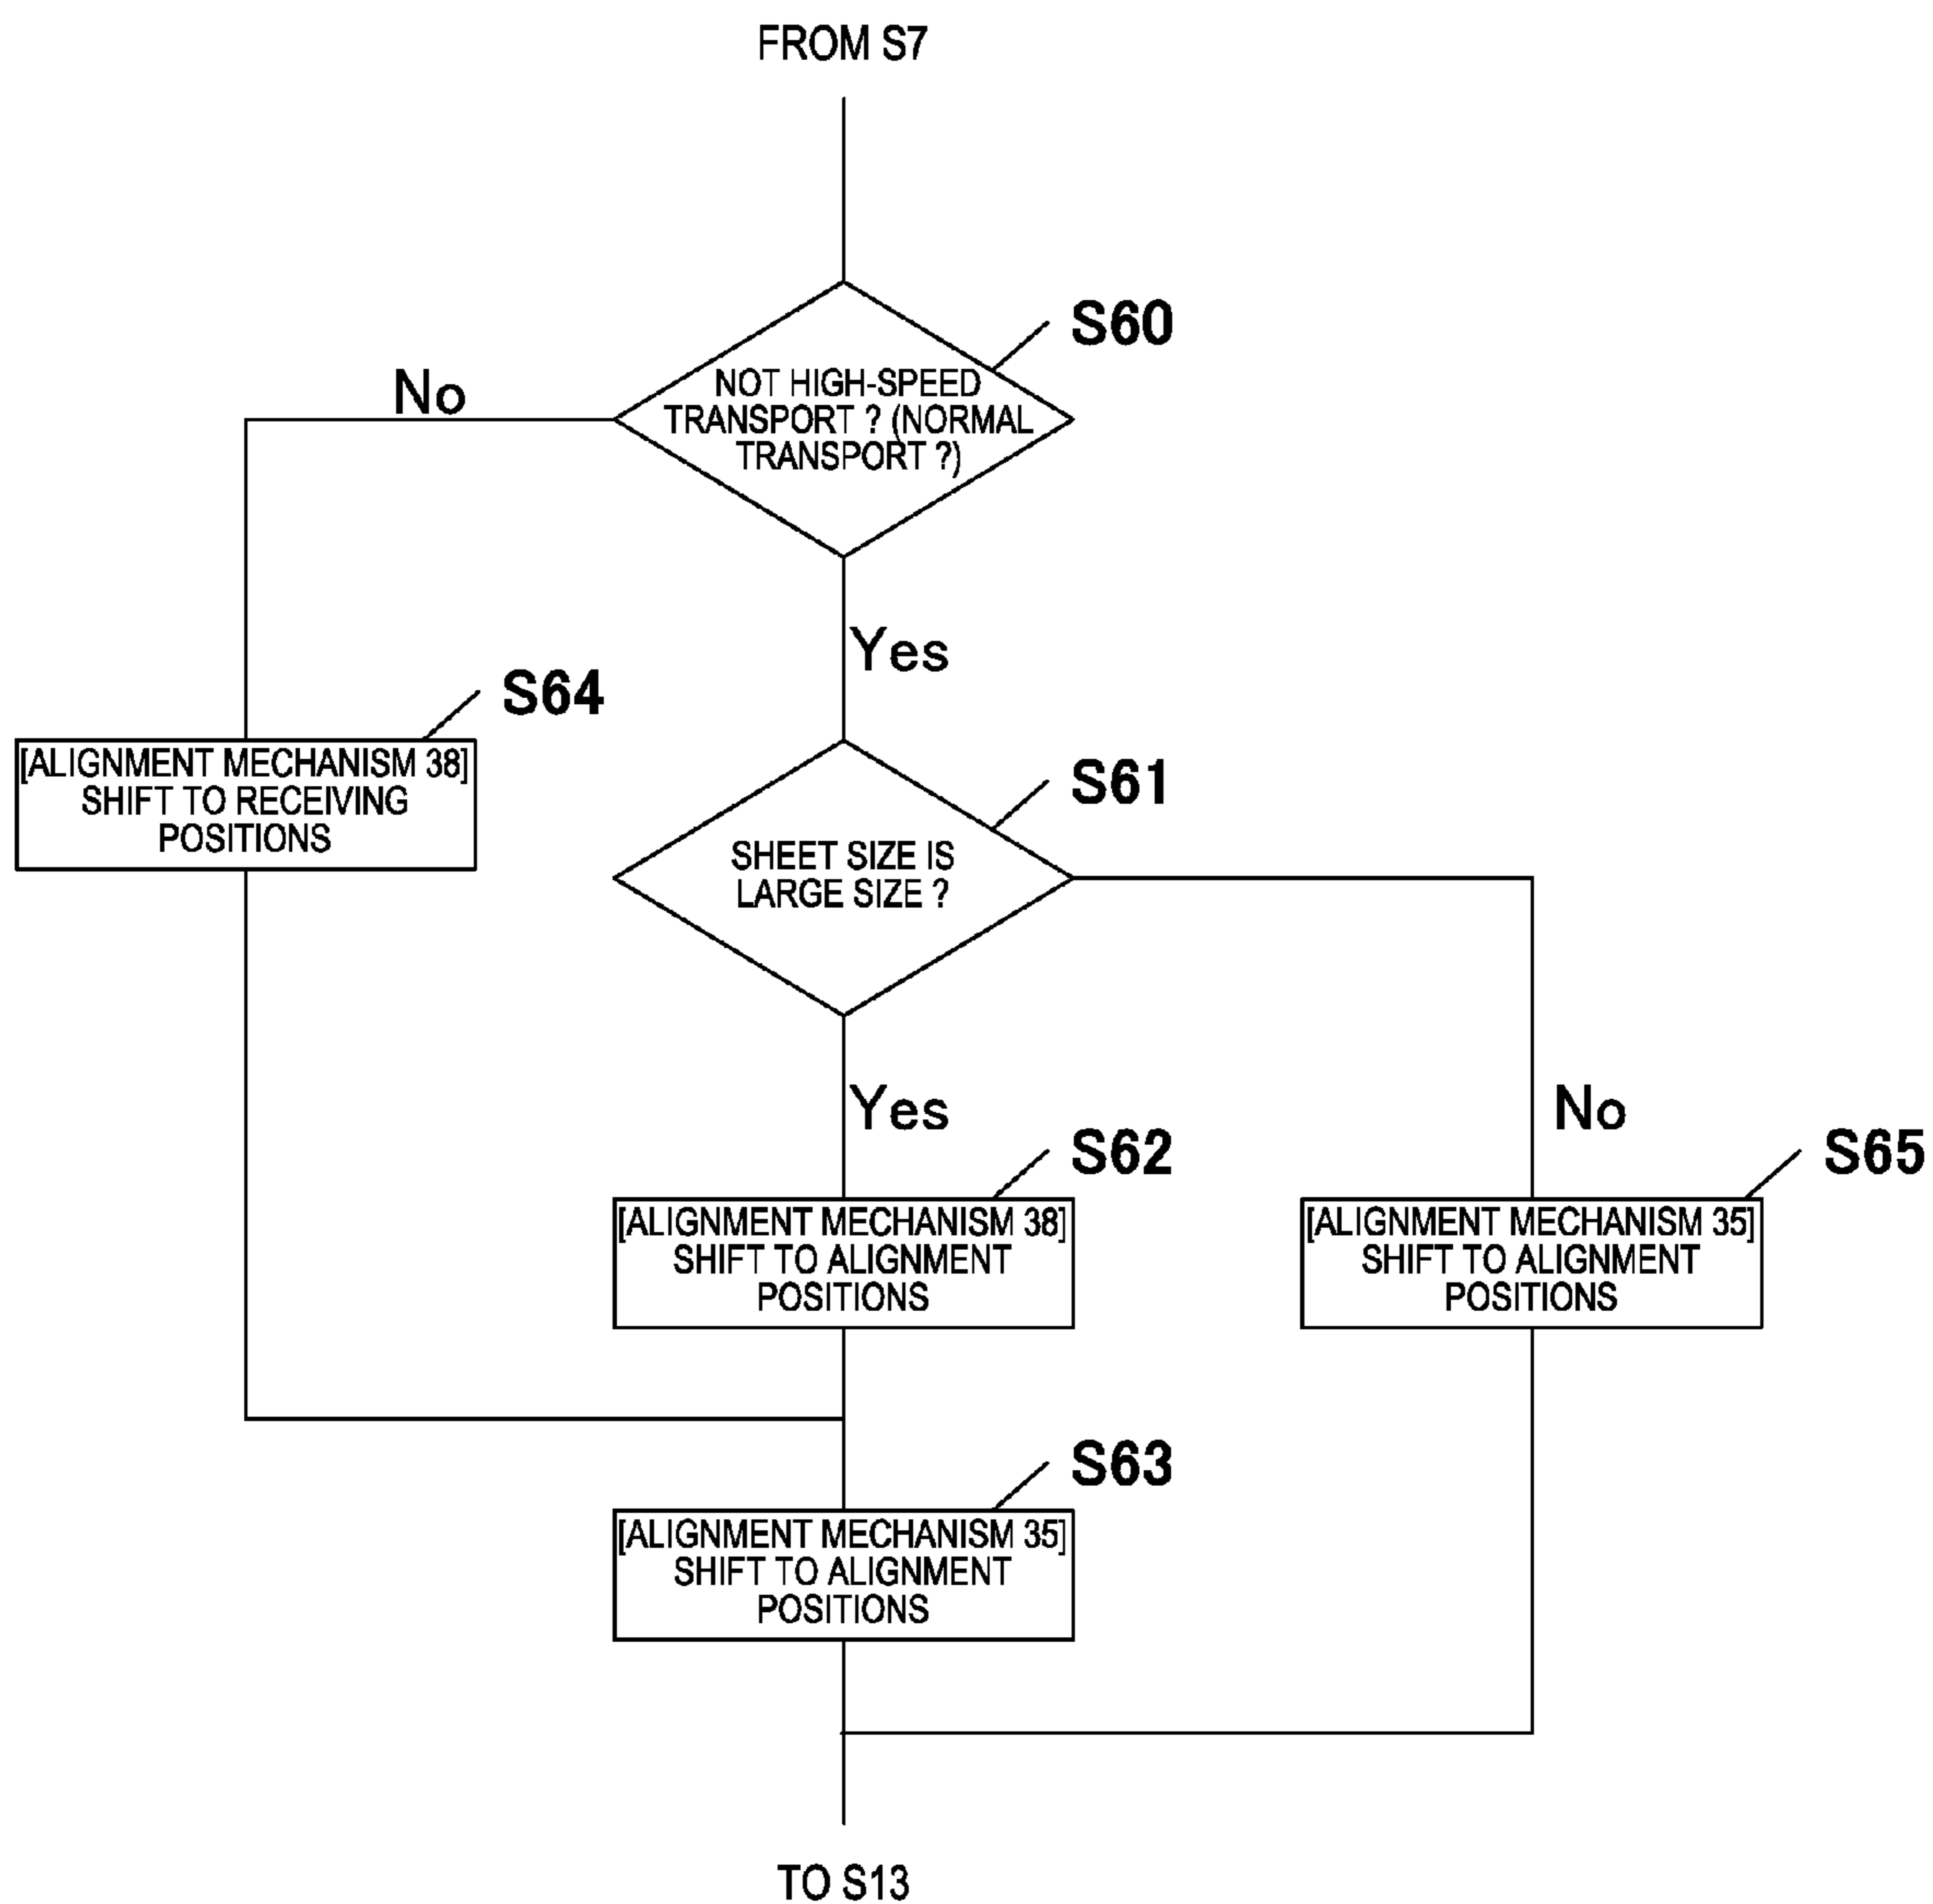 FROM S7
S60
No
NOT HIGH-SPEED
TRANSPORT ? (NORMAL
TRANSPORT ?)
Yes
S64
[ALIGNMENT MECHANISM 38]
SHIFT TO RECEIVING
POSITIONS
S61
SHEET SIZE IS
LARGE SIZE ?
Yes
No
S62
[ALIGNMENT MECHANISM 38]
SHIFT TO ALIGNMENT
POSITIONS
S65
[ALIGNMENT MECHANISM 35]
SHIFT TO ALIGNMENT
POSITIONS
S63
[ALIGNMENT MECHANISM 35]
SHIFT TO ALIGNMENT
POSITIONS
TO S13